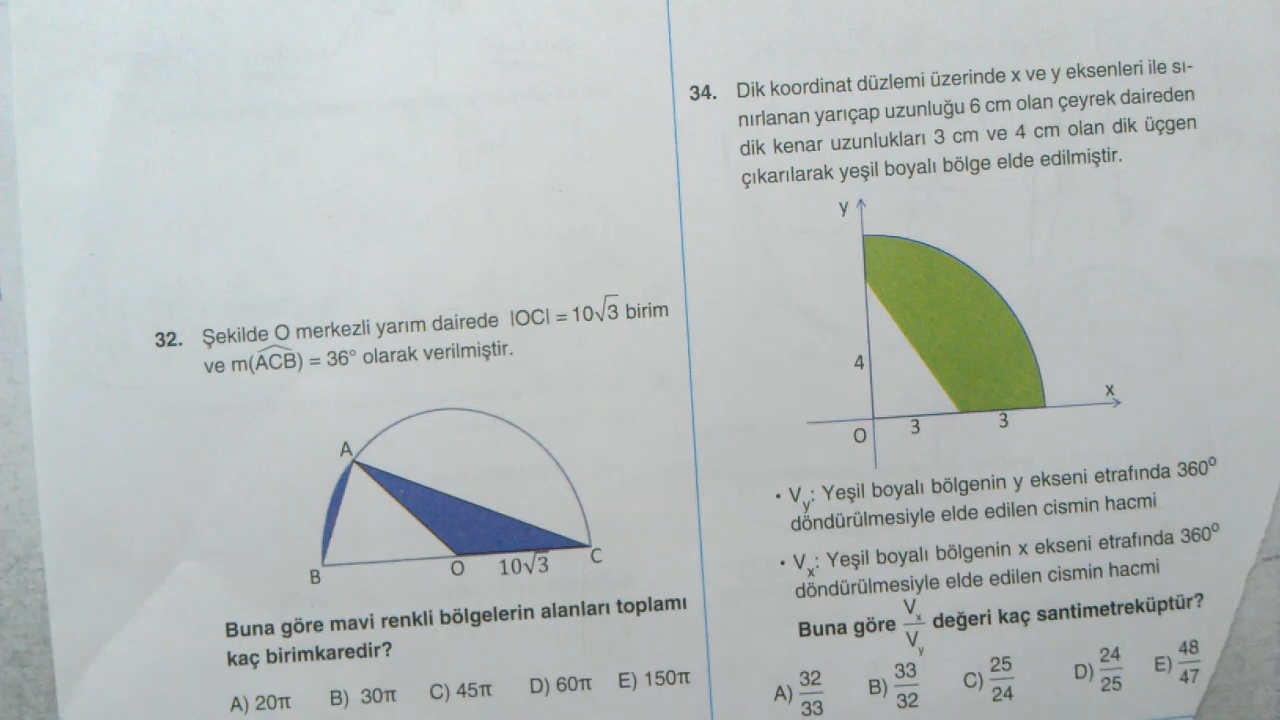 32. Şekilde O merkezli yarım dairede |OC| = 10√3 birim
ve m(ACB) = 36° olarak verilmiştir.
A
B
O
10√3
C
Buna göre mavi renkli bölgelerin alanları toplamı
kaç birimkaredir?
A) 20π B) 30π C) 45π D) 60π E) 150π
34. Dik koordinat düzlemi üzerinde x ve y eksenleri ile sı-
nırlanan yarıçap uzunluğu 6 cm olan çeyrek daireden
dik kenar uzunlukları 3 cm ve 4 cm olan dik üçgen
çıkarılarak yeşil boyalı bölge elde edilmiştir.
y
4
x
O
3
3
• Vy: Yeşil boyalı bölgenin y ekseni etrafında 360°
döndürülmesiyle elde edilen cismin hacmi
• Vx: Yeşil boyalı bölgenin x ekseni etrafında 360°
döndürülmesiyle elde edilen cismin hacmi
Buna göre Vx/Vy değeri kaç santimetreküptür?
A) 32/33 B) 33/32 C) 25/24 D) 24/25 E) 48/47